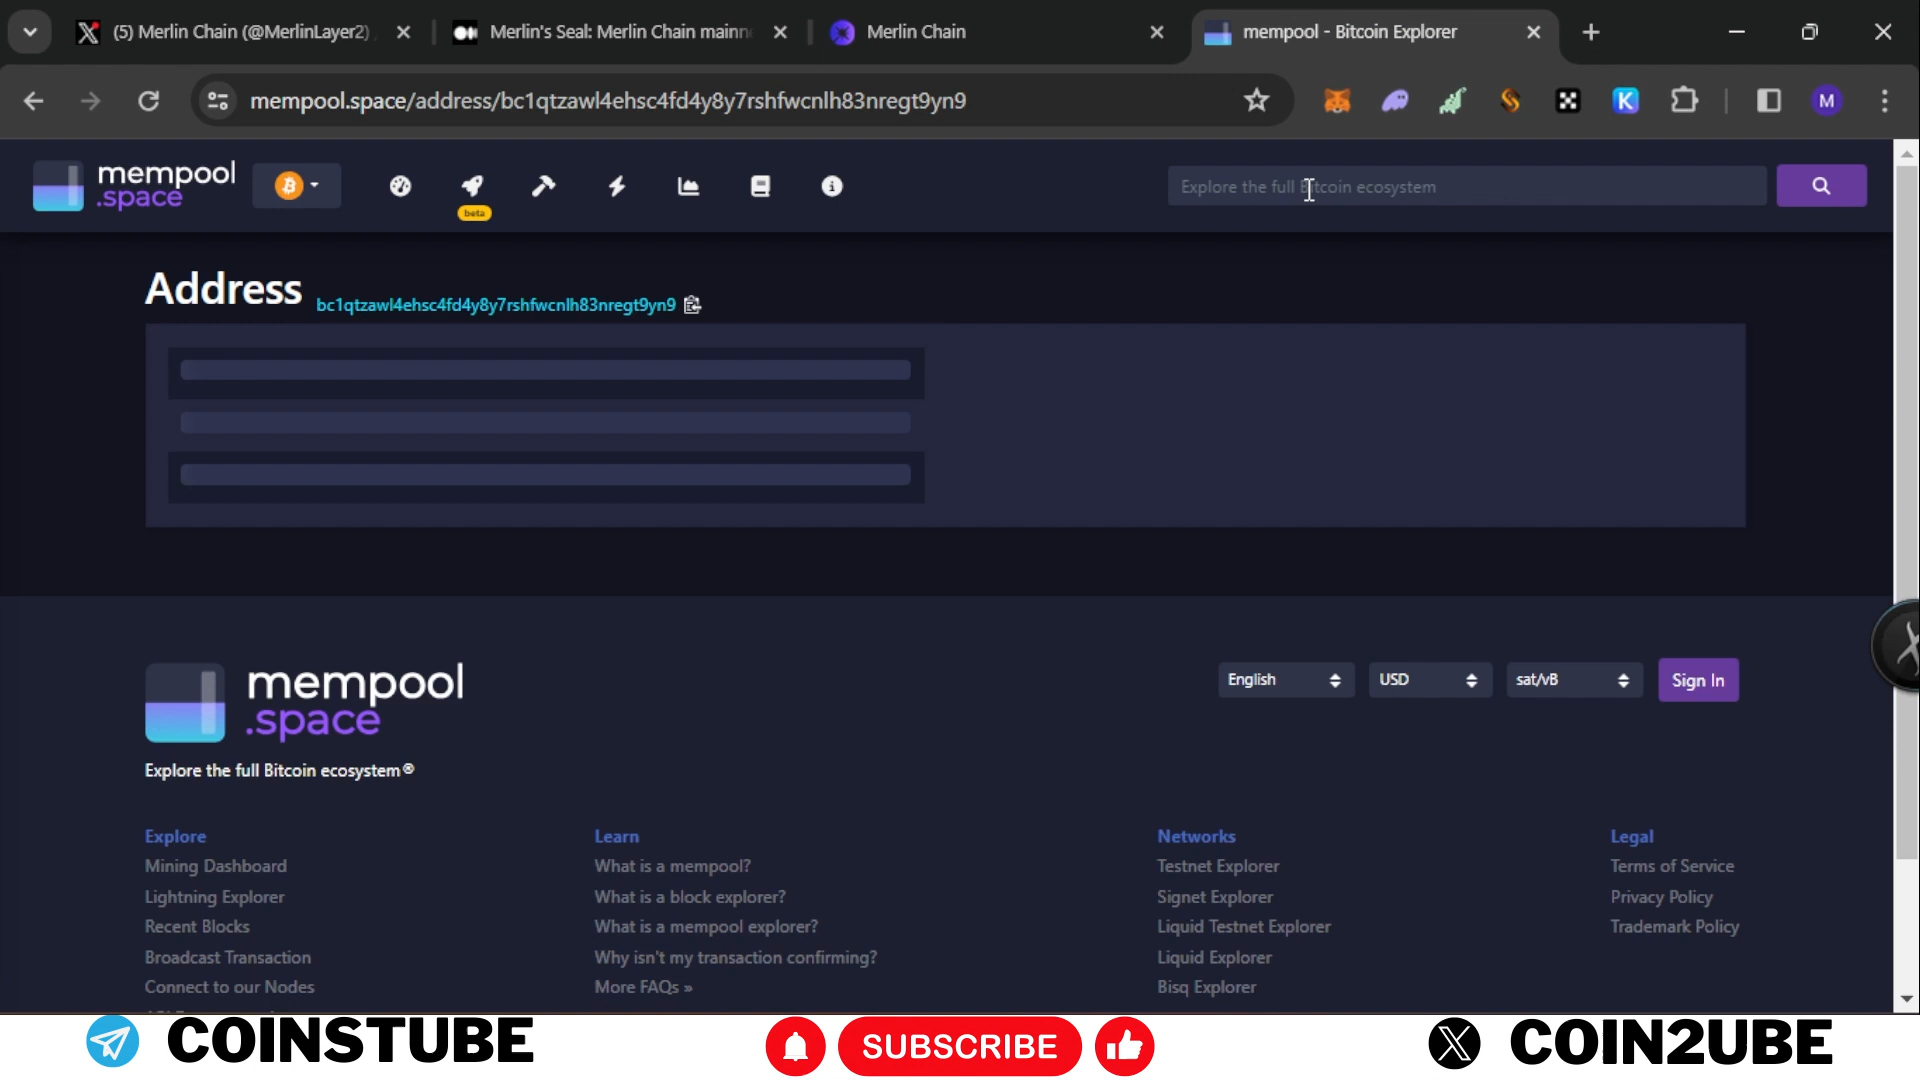 (5) Merlin Chain (@MerlinLayer2)
Merlin's Seal: Merlin Chain mainn
Merlin Chain
mempool - Bitcoin Explorer
mempool.space/address/bc1qtzawl4ehsc4fd4y8y7rshfwcnlh83nregt9yn9
M
mempool
.space
beta
Explore the full Bitcoin ecosystem
Address bc1qtzawl4ehsc4fd4y8y7rshfwcnlh83nregt9yn9
mempool
.space
English
USD
sat/vB
Sign In
Explore the full Bitcoin ecosystem®
Explore
Mining Dashboard
Lightning Explorer
Recent Blocks
Broadcast Transaction
Connect to our Nodes
Learn
What is a mempool?
What is a block explorer?
What is a mempool explorer?
Why isn't my transaction confirming?
More FAQs »
Networks
Testnet Explorer
Signet Explorer
Liquid Testnet Explorer
Liquid Explorer
Bisq Explorer
Legal
Terms of Service
Privacy Policy
Trademark Policy
COINSTUBE
SUBSCRIBE
COIN2UBE